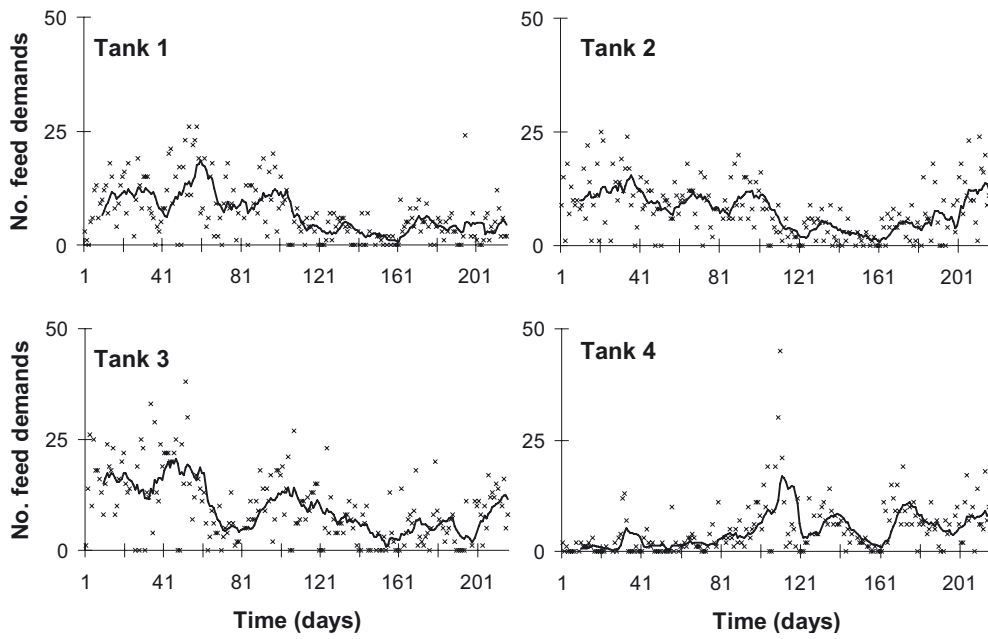 No. feed demands
50
25
0
Tank 1
1 41 81 121 161 201
50
25
0
Tank 2
1 41 81 121 161 201
No. feed demands
50
25
0
Tank 3
1 41 81 121 161 201
Time (days)
50
25
0
Tank 4
1 41 81 121 161 201
Time (days)